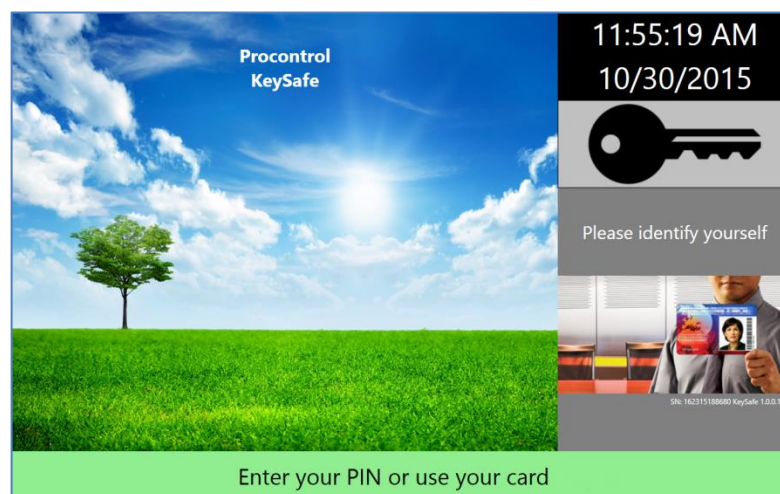 Procontrol
KeySafe
11:55:19 AM
10/30/2015
Please identify yourself
SN: 162315188680 KeySafe 1.0.0.1
Enter your PIN or use your card